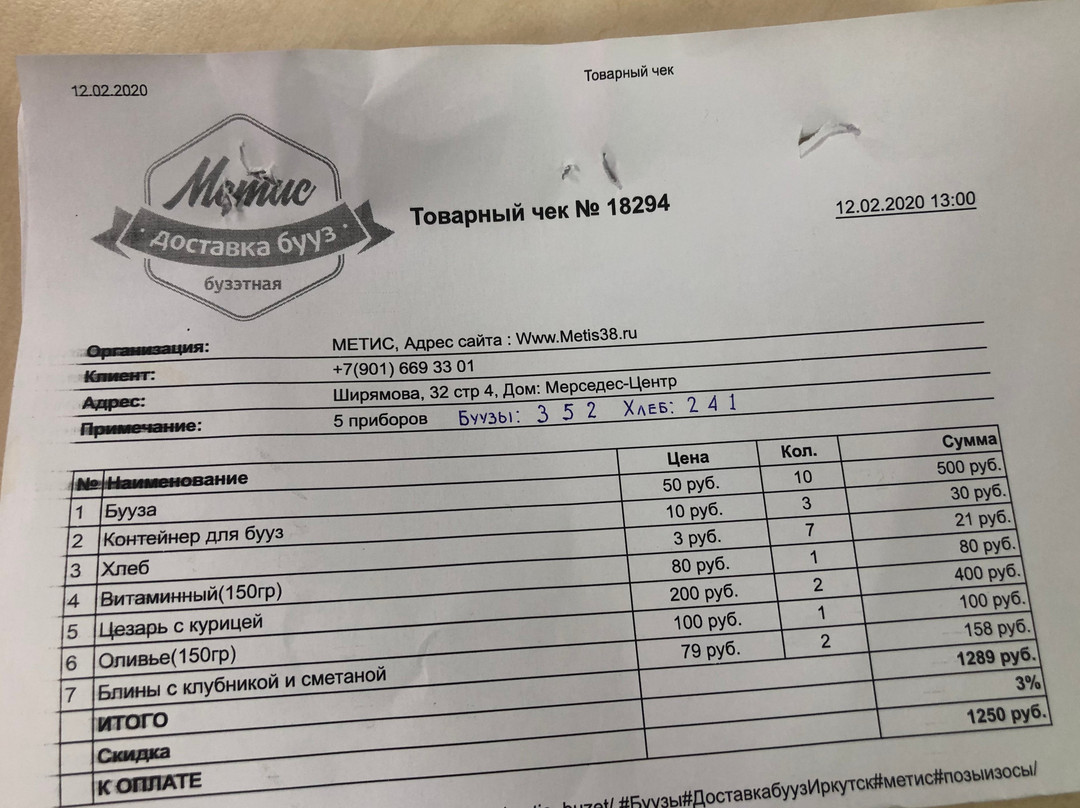 12.02.2020
Товарный чек
Метис
доставка бууз
бузэтная
Товарный чек № 18294
12.02.2020 13:00
Организация: МЕТИС, Адрес сайта : Www.Metis38.ru
Клиент: +7(901) 669 33 01
Адрес: Ширямова, 32 стр 4, Дом: Мерседес-Центр
Примечание: 5 приборов Буузы: 3 5 2 Хлеб: 2 4 1
№ Наименование Цена Кол. Сумма
1 Бууза 50 руб. 10 500 руб.
2 Контейнер для бууз 10 руб. 3 30 руб.
3 Хлеб 3 руб. 7 21 руб.
4 Витаминный(150гр) 80 руб. 1 80 руб.
5 Цезарь с курицей 200 руб. 2 400 руб.
6 Оливье(150гр) 100 руб. 1 100 руб.
7 Блины с клубникой и сметаной 79 руб. 2 158 руб.
ИТОГО 1289 руб.
Скидка 3%
К ОПЛАТЕ 1250 руб.
#Буузы#ДоставкабуузИркутск#метис#позыизосы/